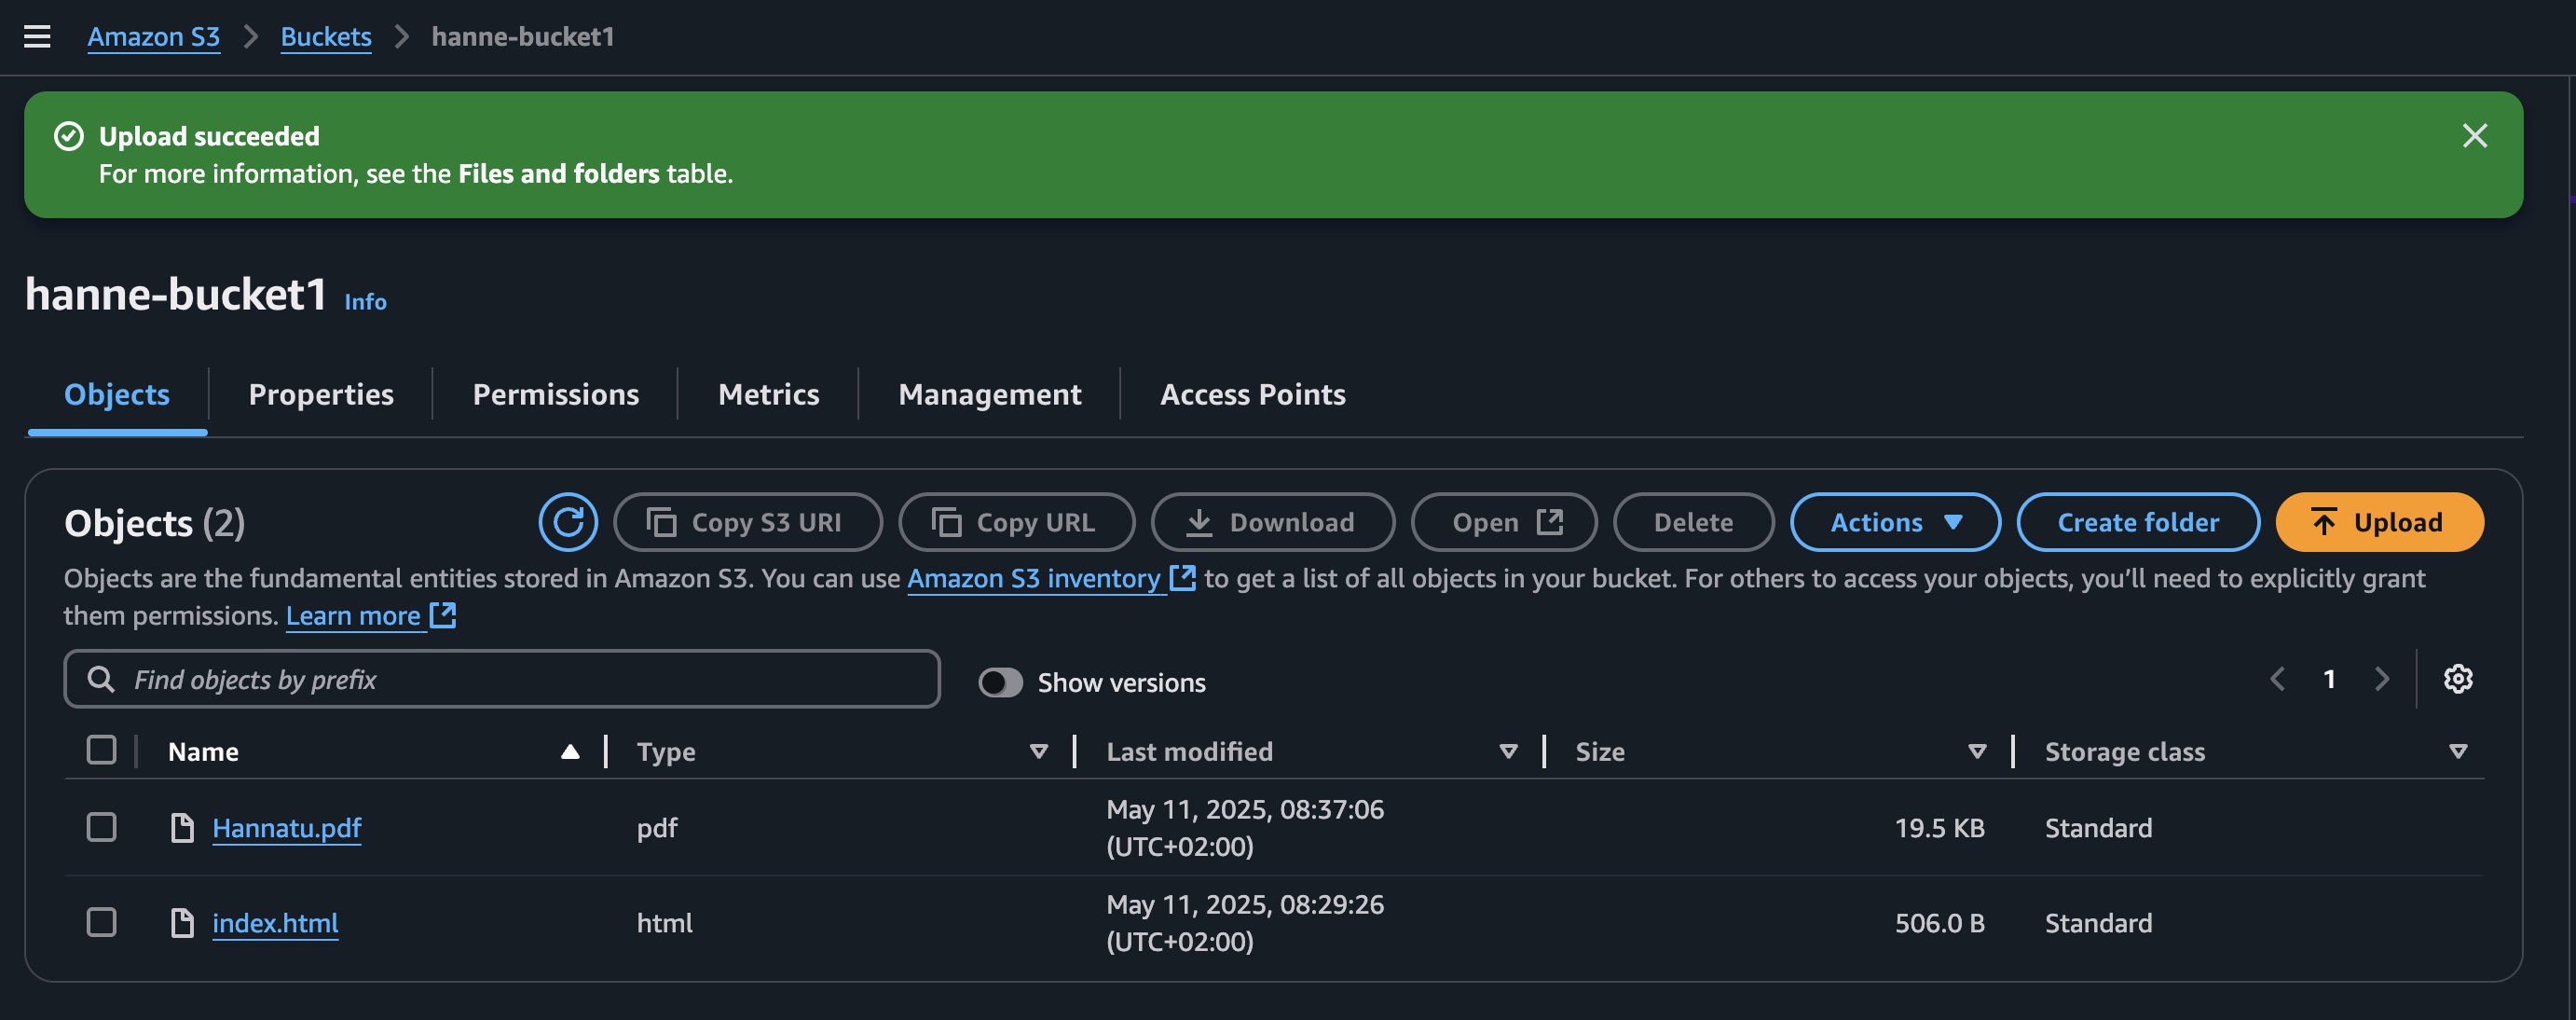 Amazon S3 > Buckets > hanne-bucket1
Upload succeeded
For more information, see the Files and folders table.
hanne-bucket1 Info
Objects Properties Permissions Metrics Management Access Points
Objects (2) Copy S3 URI Copy URL Download Open Delete Actions Create folder Upload
Objects are the fundamental entities stored in Amazon S3. You can use Amazon S3 inventory to get a list of all objects in your bucket. For others to access your objects, you'll need to explicitly grant
them permissions. Learn more
Find objects by prefix Show versions 1
Name Type Last modified Size Storage class
Hannatu.pdf pdf May 11, 2025, 08:37:06 (UTC+02:00) 19.5 KB Standard
index.html html May 11, 2025, 08:29:26 (UTC+02:00) 506.0 B Standard